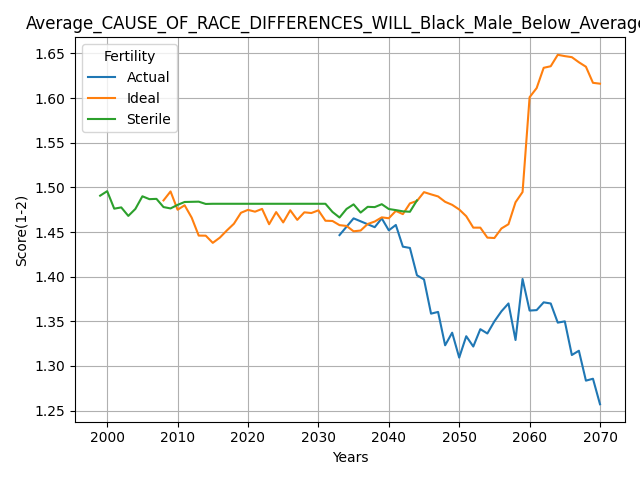 Average_CAUSE_OF_RACE_DIFFERENCES_WILL_Black_Male_Below_Average
Fertility
Actual
Ideal
Sterile
Score(1-2)
1.65
1.60
1.55
1.50
1.45
1.40
1.35
1.30
1.25
2000 2010 2020 2030 2040 2050 2060 2070
Years